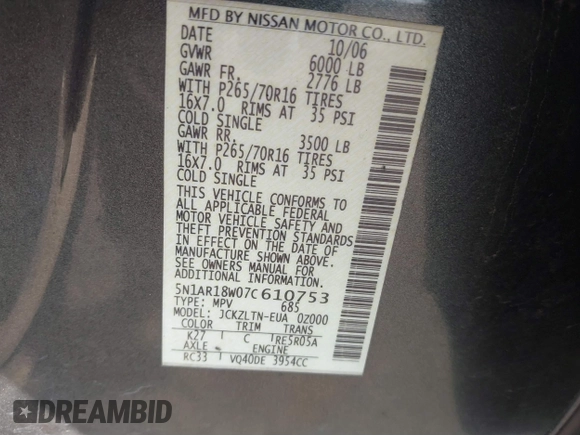 MFD BY NISSAN MOTOR CO., LTD.
DATE 10/06
GVWR 6000 LB
GAWR FR. 2776 LB
WITH P265/70R16 TIRES
16X7.0 RIMS AT 35 PSI
COLD SINGLE
GAWR RR. 3500 LB
WITH P265/70R16 TIRES
16X7.0 RIMS AT 35 PSI
COLD SINGLE
THIS VEHICLE CONFORMS TO
ALL APPLICABLE FEDERAL
MOTOR VEHICLE SAFETY AND
THEFT PREVENTION STANDARDS
IN EFFECT ON THE DATE OF
MANUFACTURE SHOWN ABOVE.
SEE OWNERS MANUAL FOR
ADDITIONAL INFORMATION.
5N1AR18W07C610753
TYPE: MPV 685
MODEL: JCKZLTN-EUA 0Z000
COLOR TRIM TRANS
K27 C RE5R05A
AXLE ENGINE
RC33 VQ40DE 3954CC
DREAMBID